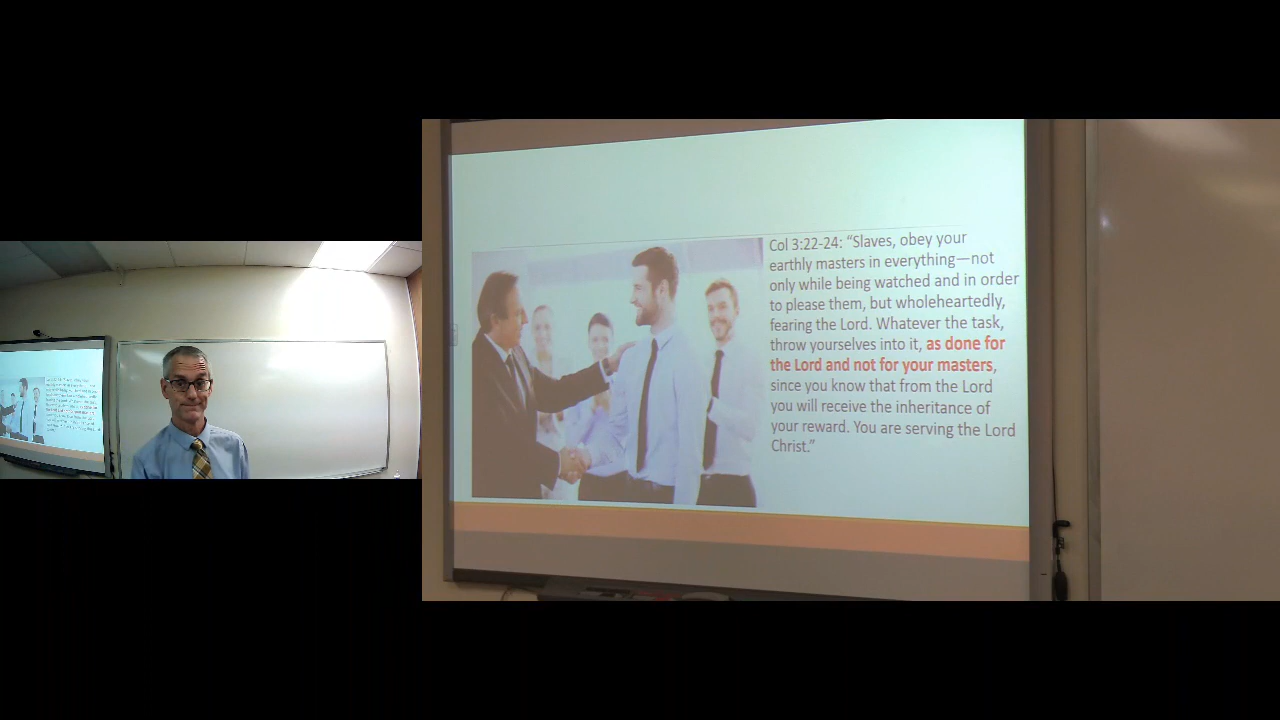 Col 3:22-24: “Slaves, obey your
earthly masters in everything—not
only while being watched and in order
to please them, but wholeheartedly,
fearing the Lord. Whatever the task,
throw yourselves into it, as done for
the Lord and not for your masters,
since you know that from the Lord
you will receive the inheritance of
your reward. You are serving the Lord
Christ.”